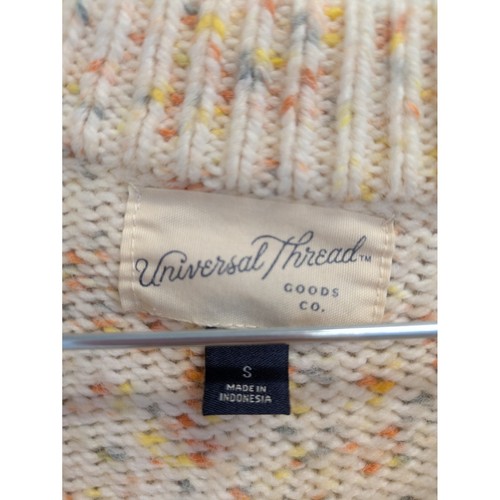 Universal Thread™
GOODS
CO.
S
MADE IN
INDONESIA